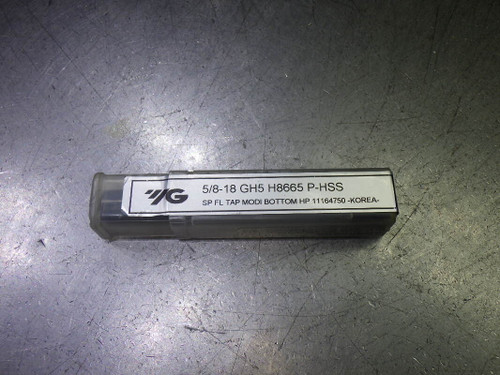 YG
5/8-18 GH5 H8665 P-HSS
SP FL TAP MODI BOTTOM HP 11164750 -KOREA-